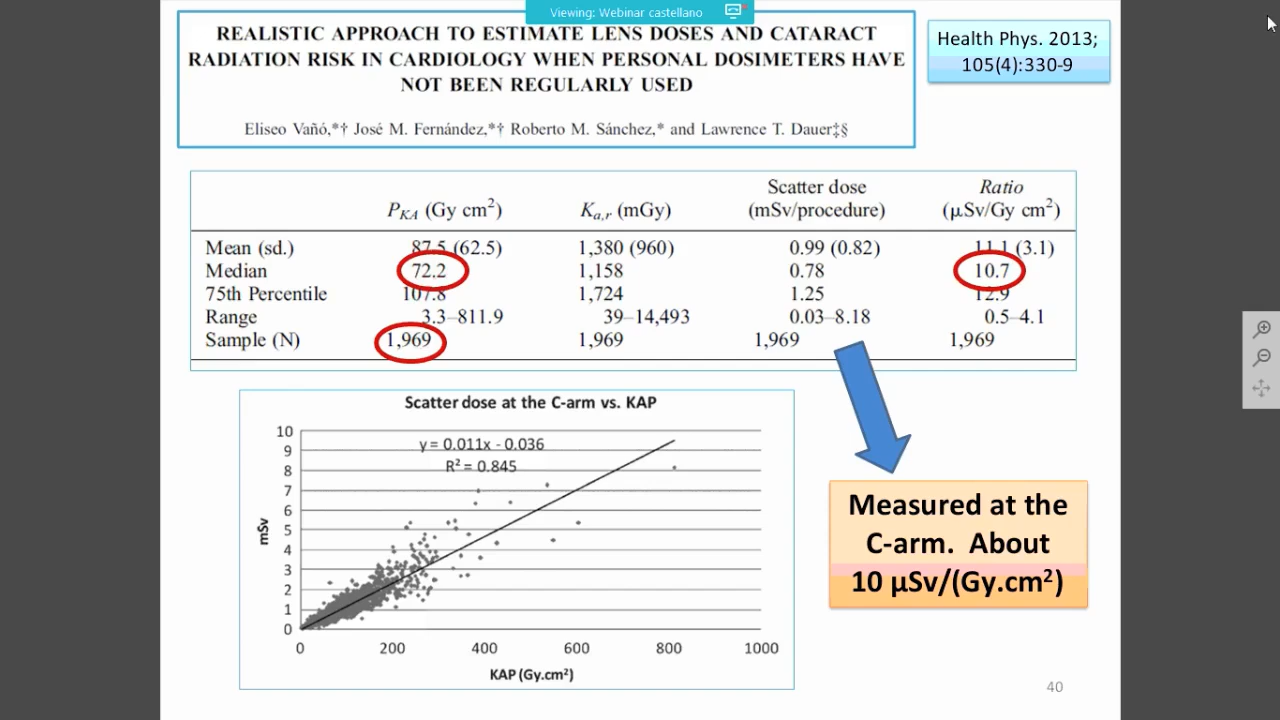 Viewing: Webinar castellano
REALISTIC APPROACH TO ESTIMATE LENS DOSES AND CATARACT
RADIATION RISK IN CARDIOLOGY WHEN PERSONAL DOSIMETERS HAVE
NOT BEEN REGULARLY USED
Eliseo Vañó,*† José M. Fernández,*† Roberto M. Sánchez,* and Lawrence T. Dauer‡§
Health Phys. 2013;
105(4):330-9
Scatter dose Ratio
P_KA (Gy cm²) K_a,r (mGy) (mSv/procedure) (μSv/Gy cm²)
Mean (sd.) 87.5 (62.5) 1,380 (960) 0.99 (0.82) 11.1 (3.1)
Median 72.2 1,158 0.78 10.7
75th Percentile 107.8 1,724 1.25 12.9
Range 3.3–811.9 39–14,493 0.03–8.18 0.5–4.1
Sample (N) 1,969 1,969 1,969 1,969
Scatter dose at the C-arm vs. KAP
y = 0.011x - 0.036
R² = 0.845
10
9
8
7
6
5
4
3
2
1
0
mSv
0 200 400 600 800 1000
KAP (Gy.cm²)
Measured at the
C-arm. About
10 μSv/(Gy.cm²)
40